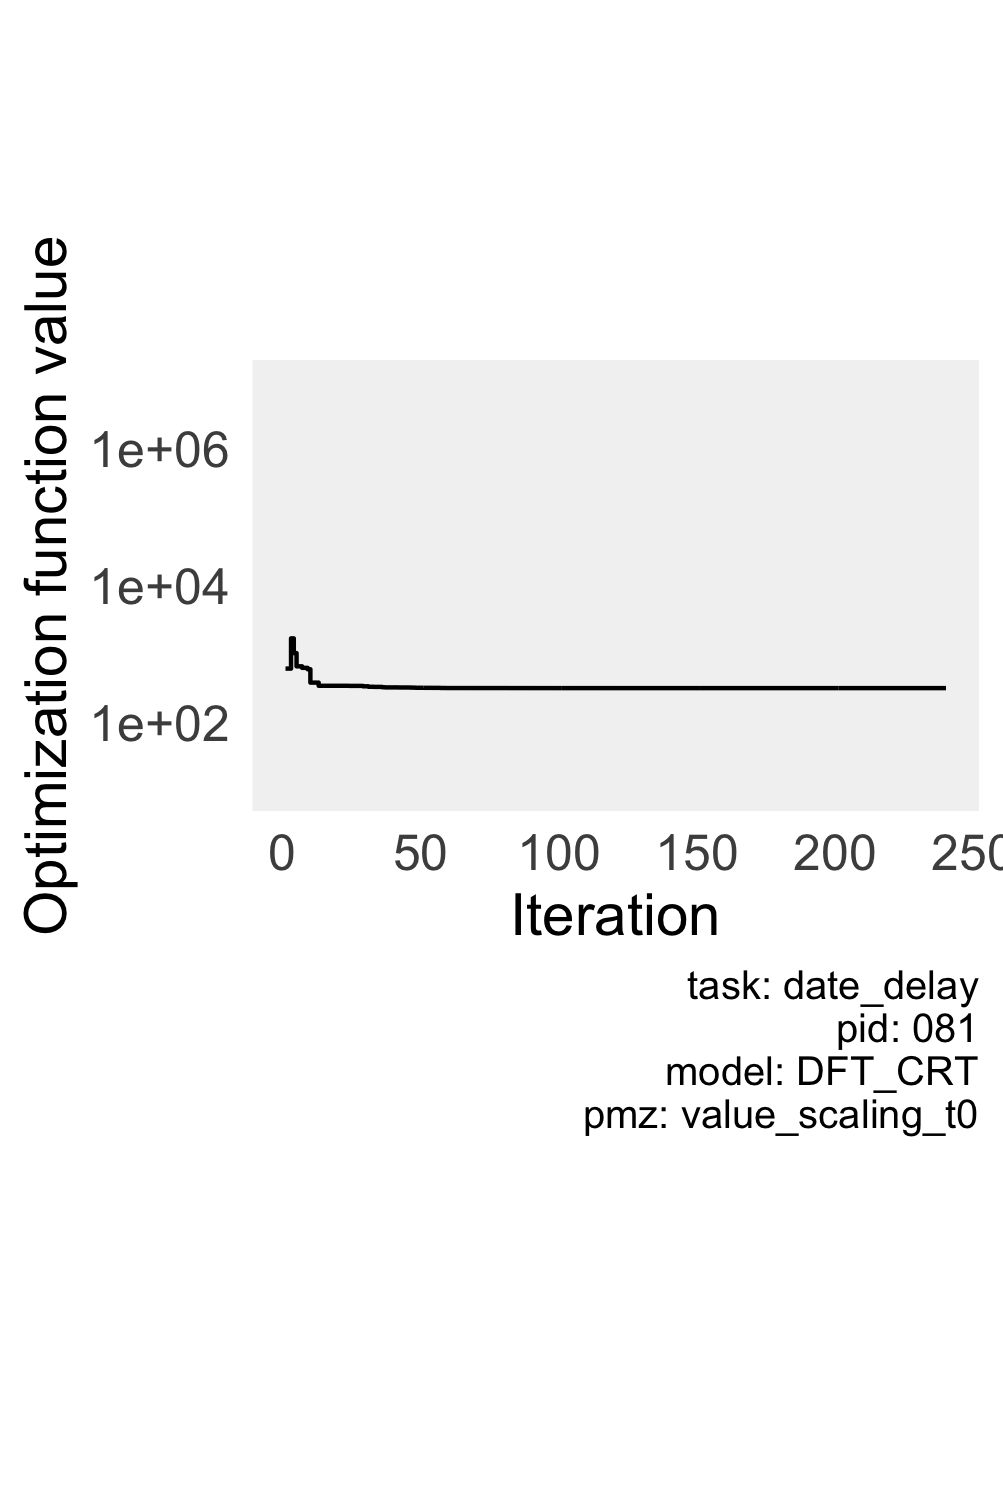 Optimization function value
1e+06
1e+04
1e+02
0 50 100 150 200 250
Iteration
task: date_delay
pid: 081
model: DFT_CRT
pmz: value_scaling_t0